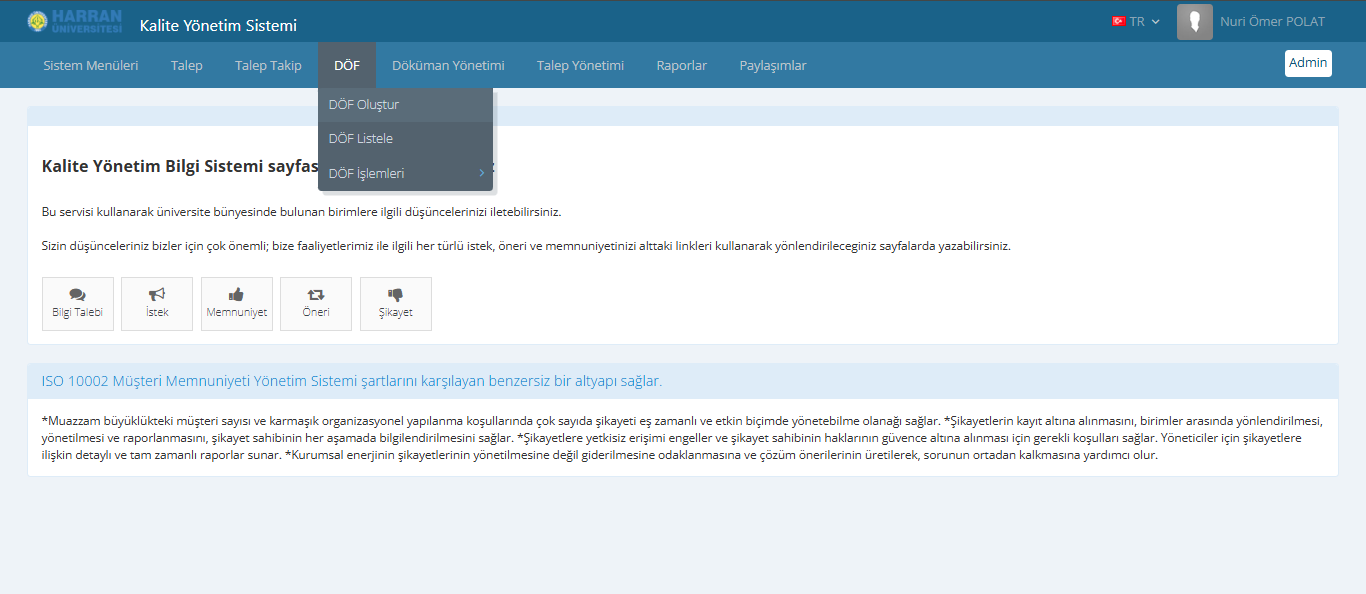 HARRAN
ÜNİVERSİTESİ
Kalite Yönetim Sistemi
TR
Nuri Ömer POLAT
Sistem Menüleri
Talep
Talep Takip
DÖF
Döküman Yönetimi
Talep Yönetimi
Raporlar
Paylaşımlar
Admin
DÖF Oluştur
DÖF Listele
DÖF İşlemleri
Kalite Yönetim Bilgi Sistemi
Bu servisi kullanarak üniversite bünyesinde bulunan birimlere ilgili düşüncelerinizi iletebilirsiniz.
Sizin düşünceleriniz bizler için çok önemli; bize faaliyetlerimiz ile ilgili her türlü istek, öneri ve memnuniyetinizi alttaki linkleri kullanarak yönlendirileceginiz sayfalarda yazabilirsiniz.
Bilgi Talebi
İstek
Memnuniyet
Öneri
Şikayet
ISO 10002 Müşteri Memnuniyeti Yönetim Sistemi şartlarını karşılayan benzersiz bir altyapı sağlar.
*Muazzam büyüklükteki müşteri sayısı ve karmaşık organizasyonel yapılanma koşullarında çok sayıda şikayeti eş zamanlı ve etkin biçimde yönetebilme olanağı sağlar. *Şikayetlerin kayıt altına alınmasını, birimler arasında yönlendirilmesi,
yönetilmesi ve raporlanmasını, şikayet sahibinin her aşamada bilgilendirilmesini sağlar. *Şikayetlere yetkisiz erişimi engeller ve şikayet sahibinin haklarının güvence altına alınması için gerekli koşulları sağlar. Yöneticiler için şikayetlere
ilişkin detaylı ve tam zamanlı raporlar sunar. *Kurumsal enerjinin şikayetlerinin yönetilmesine değil giderilmesine odaklanmasına ve çözüm önerilerinin üretilerek, sorunun ortadan kalkmasına yardımcı olur.